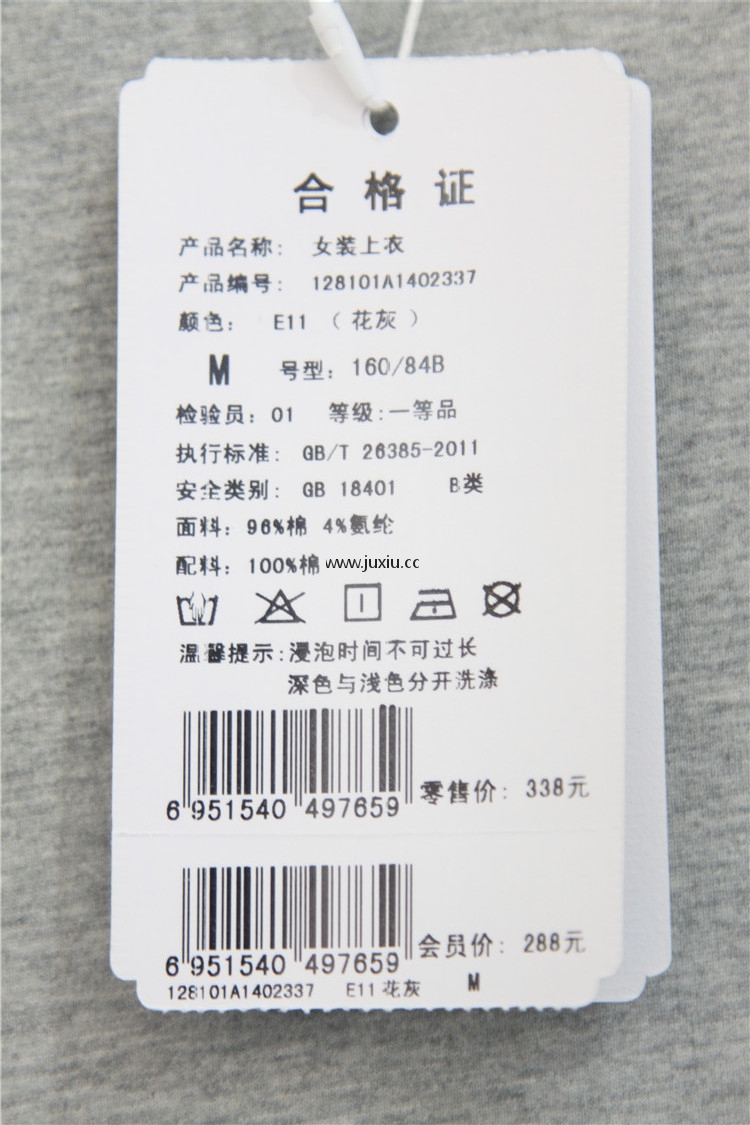 合格证
产品名称: 女装上衣
产品编号: 128101A1402337
颜色: E11 (花灰)
M 号型: 160/84B
检验员: 01 等级:一等品
执行标准: GB/T 26385-2011
安全类别: GB 18401 B类
面料: 96%棉 4%氨纶
配料: 100%棉
www.juxiu.cc
温馨提示:浸泡时间不可过长
深色与浅色分开洗涤
6 951540 497659 零售价: 338元
6 951540 497659 会员价: 288元
128101A1402337 E11 花灰 M